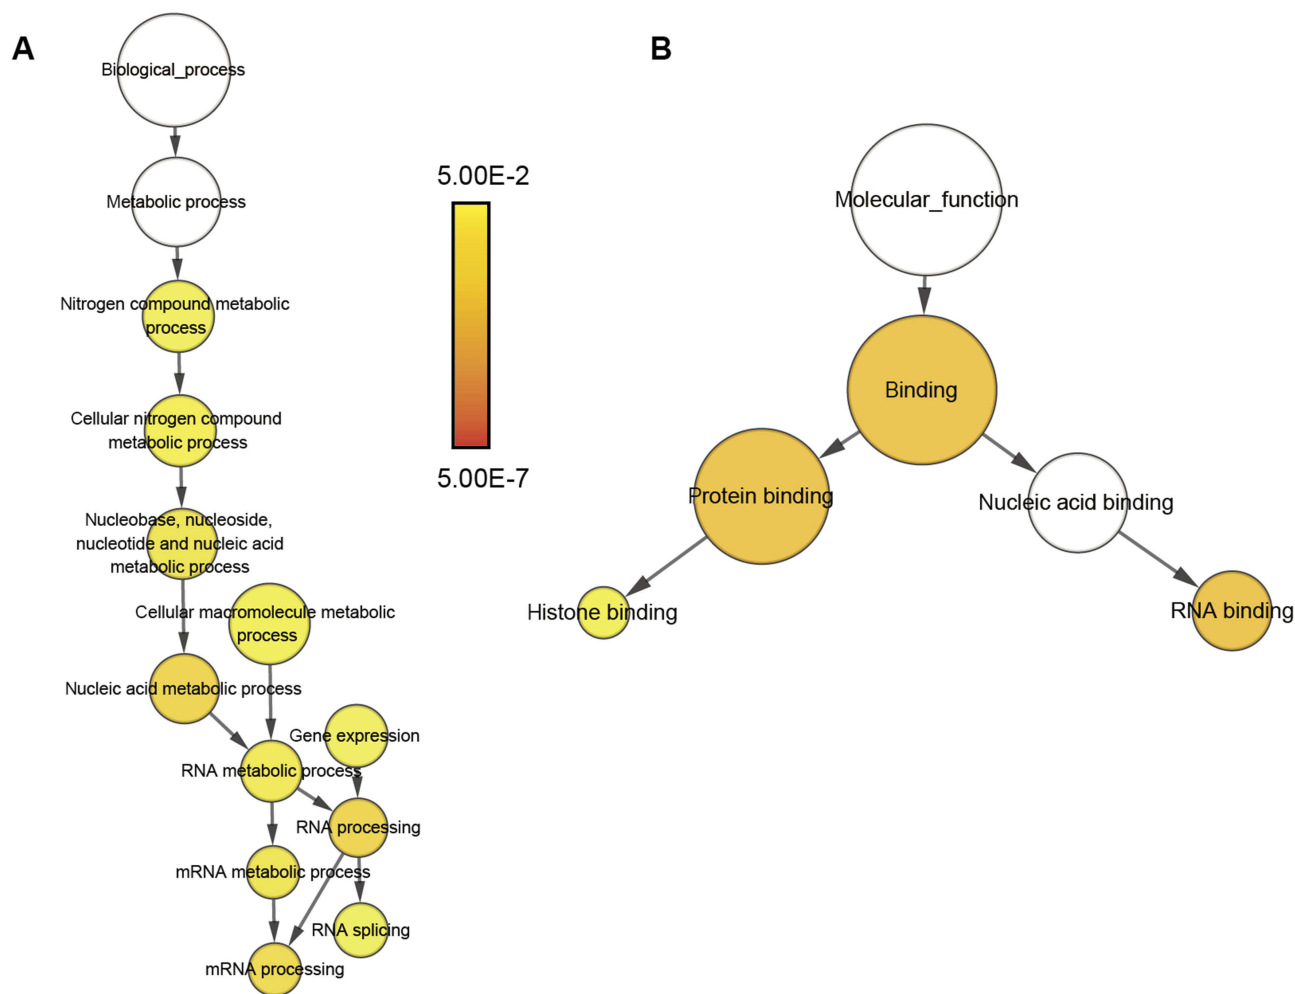 A
Biological_process
Metabolic process
Nitrogen compound metabolic
process
Cellular nitrogen compound
metabolic process
Nucleobase, nucleoside,
nucleotide and nucleic acid
metabolic process
Cellular macromolecule metabolic
process
Nucleic acid metabolic process
Gene expression
RNA metabolic process
RNA processing
mRNA metabolic process
RNA splicing
mRNA processing
5.00E-2
5.00E-7
B
Molecular_function
Binding
Protein binding
Nucleic acid binding
Histone binding
RNA binding